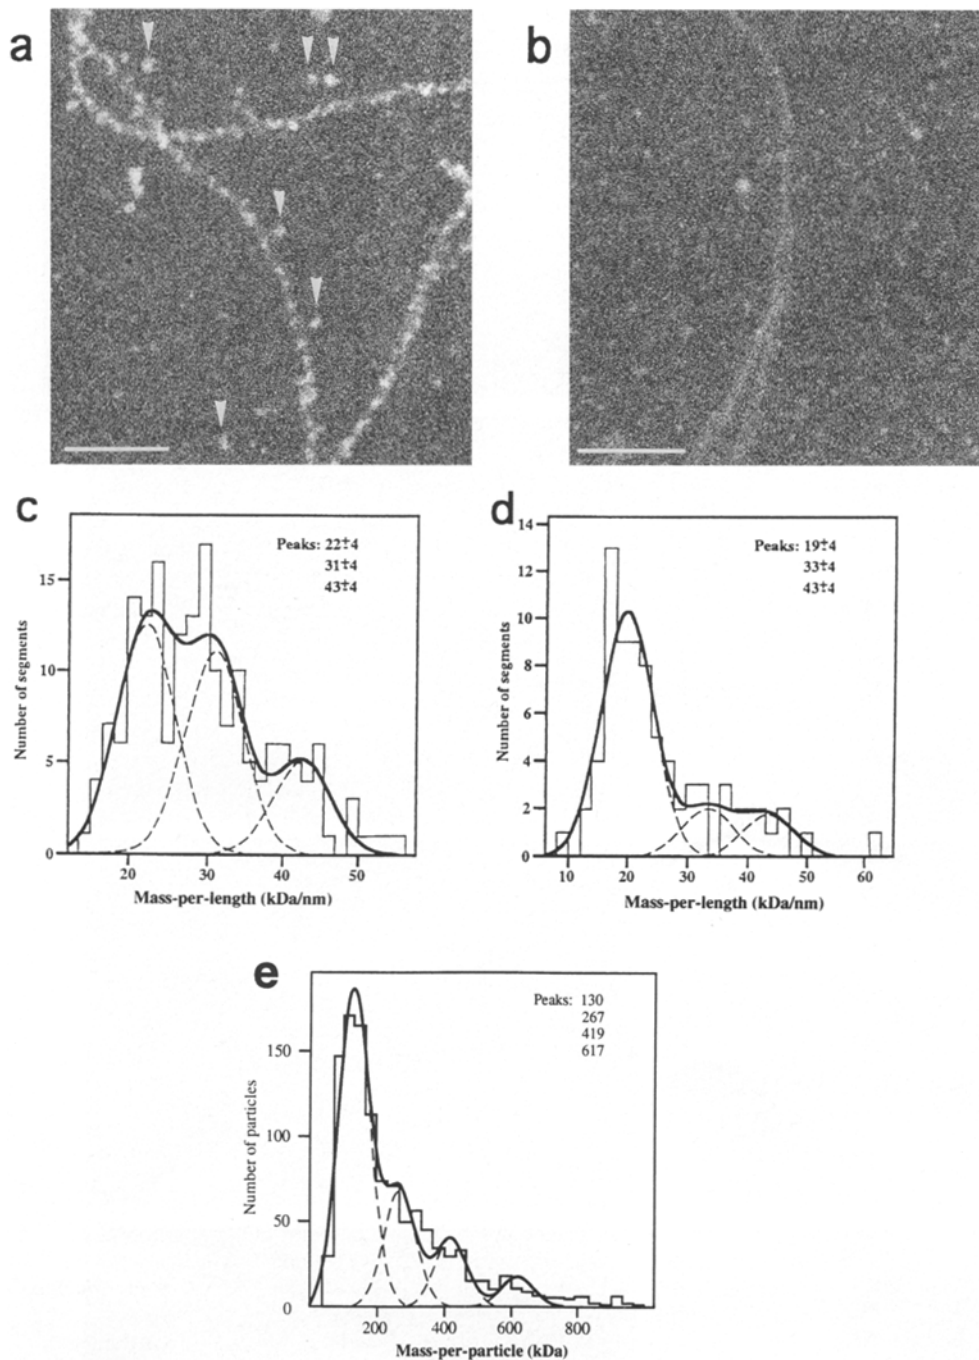 a
b
c
Peaks: 22±4
31±4
43±4
15
10
5
0
Number of segments
20
30
40
50
Mass-per-length (kDa/nm)
d
Peaks: 19±4
33±4
43±4
14
12
10
8
6
4
2
0
Number of segments
10
20
30
40
50
60
Mass-per-length (kDa/nm)
e
Peaks: 130
267
419
617
150
100
50
0
Number of particles
200
400
600
800
Mass-per-particle (kDa)